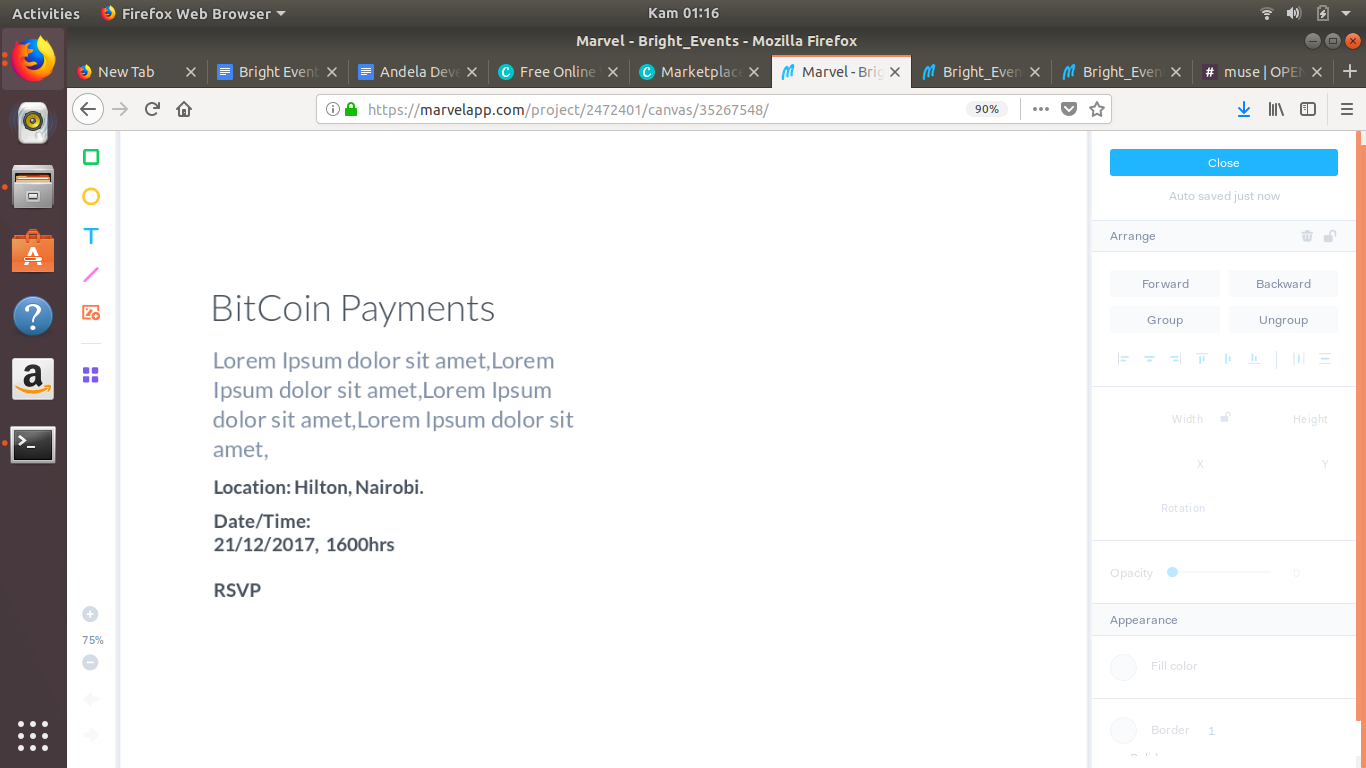 Activities Firefox Web Browser Kam 01:16
Marvel - Bright_Events - Mozilla Firefox
New Tab Bright Event Andela Deve Free Online Marketplac Marvel - Brig Bright_Even Bright_Even muse | OPEN
https://marvelapp.com/project/2472401/canvas/35267548/ 90%
Close
Auto saved just now
Arrange
Forward Backward
Group Ungroup
Width Height
X Y
Rotation
Opacity 0
Appearance
Fill color
Border 1
T
75%
BitCoin Payments
Lorem Ipsum dolor sit amet,Lorem
Ipsum dolor sit amet,Lorem Ipsum
dolor sit amet,Lorem Ipsum dolor sit
amet,
Location: Hilton, Nairobi.
Date/Time:
21/12/2017, 1600hrs
RSVP